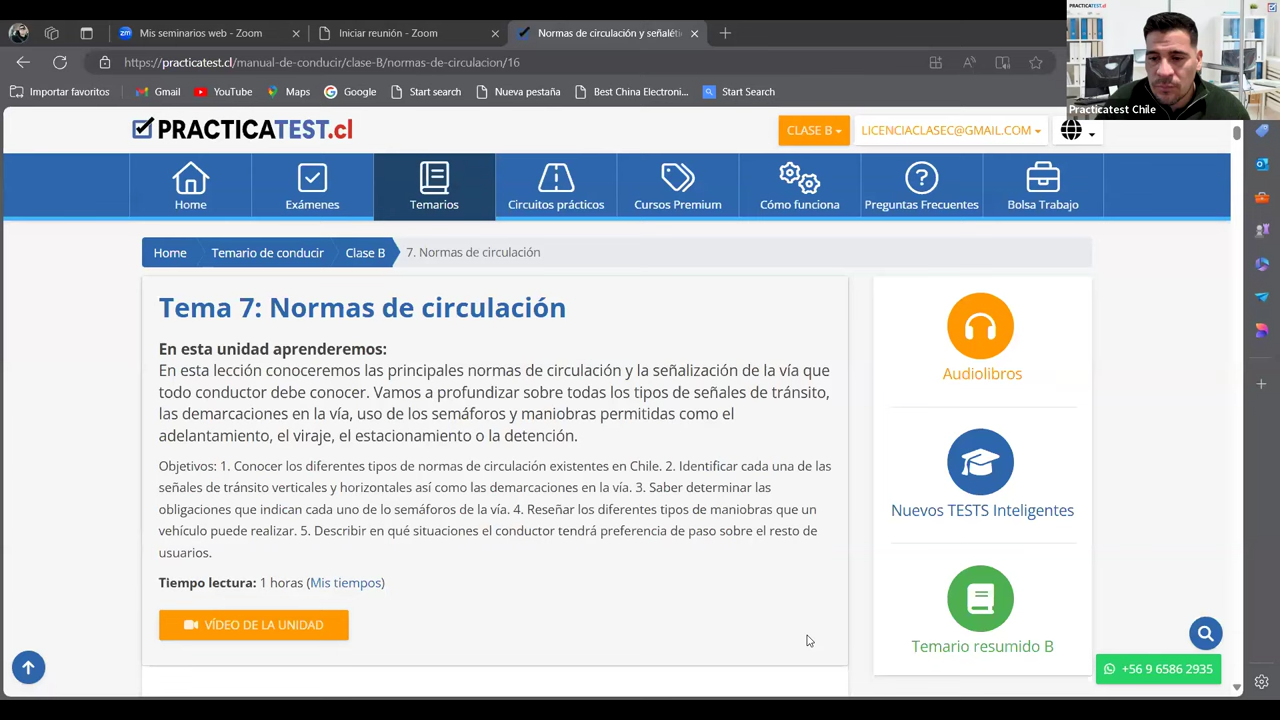 Mis seminarios web - Zoom
Iniciar reunión - Zoom
Normas de circulación y señaléti
https://practicatest.cl/manual-de-conducir/clase-B/normas-de-circulacion/16
Importar favoritos
Gmail
YouTube
Maps
Google
Start search
Nueva pestaña
Best China Electroni...
Start Search
PRACTICATEST.cl
Practicatest Chile
PRACTICATEST.cl
CLASE B
LICENCIACLASEC@GMAIL.COM
Home
Exámenes
Temarios
Circuitos prácticos
Cursos Premium
Cómo funciona
Preguntas Frecuentes
Bolsa Trabajo
Home
Temario de conducir
Clase B
7. Normas de circulación
Tema 7: Normas de circulación
En esta unidad aprenderemos:
En esta lección conoceremos las principales normas de circulación y la señalización de la vía que
todo conductor debe conocer. Vamos a profundizar sobre todas los tipos de señales de tránsito,
las demarcaciones en la vía, uso de los semáforos y maniobras permitidas como el
adelantamiento, el viraje, el estacionamiento o la detención.
Objetivos: 1. Conocer los diferentes tipos de normas de circulación existentes en Chile. 2. Identificar cada una de las
señales de tránsito verticales y horizontales así como las demarcaciones en la vía. 3. Saber determinar las
obligaciones que indican cada uno de lo semáforos de la vía. 4. Reseñar los diferentes tipos de maniobras que un
vehículo puede realizar. 5. Describir en qué situaciones el conductor tendrá preferencia de paso sobre el resto de
usuarios.
Tiempo lectura: 1 horas (Mis tiempos)
VÍDEO DE LA UNIDAD
Audiolibros
Nuevos TESTS Inteligentes
Temario resumido B
+56 9 6586 2935